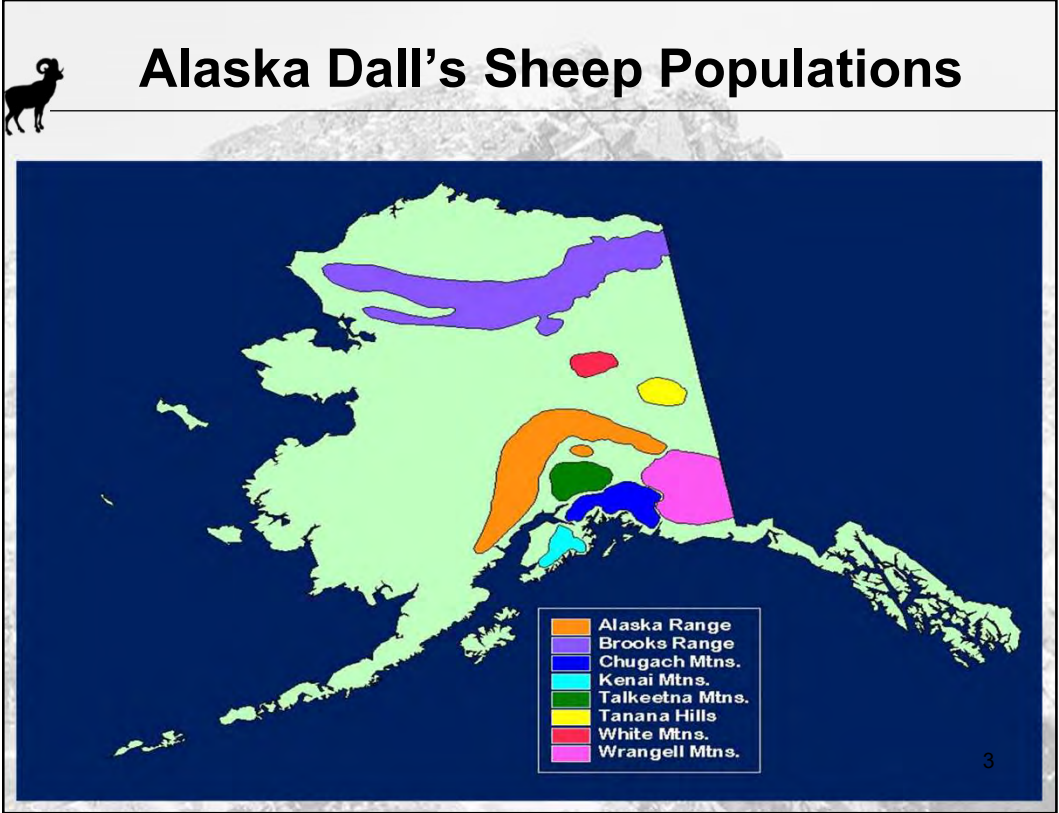 Alaska Dall's Sheep Populations
Alaska Range
Brooks Range
Chugach Mtns.
Kenai Mtns.
Talkeetna Mtns.
Tanana Hills
White Mtns.
Wrangell Mtns.
3